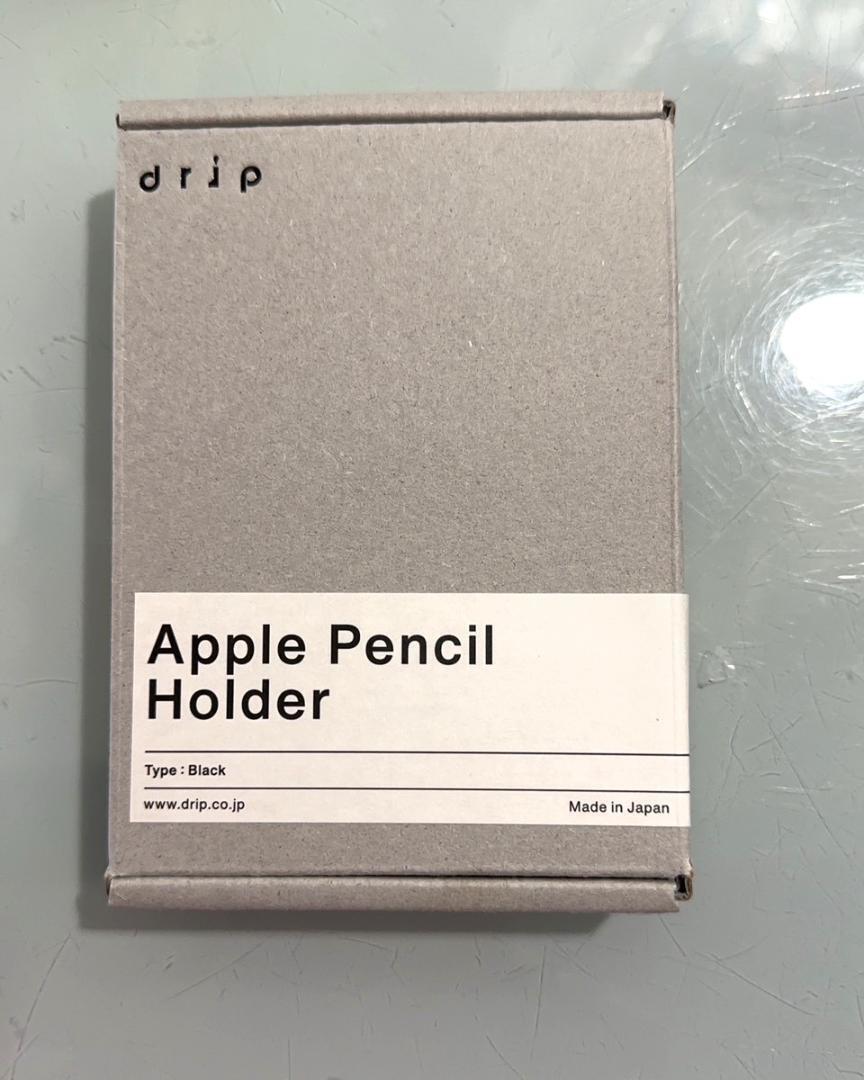 drip
Apple Pencil
Holder
Type : Black
www.drip.co.jp
Made in Japan